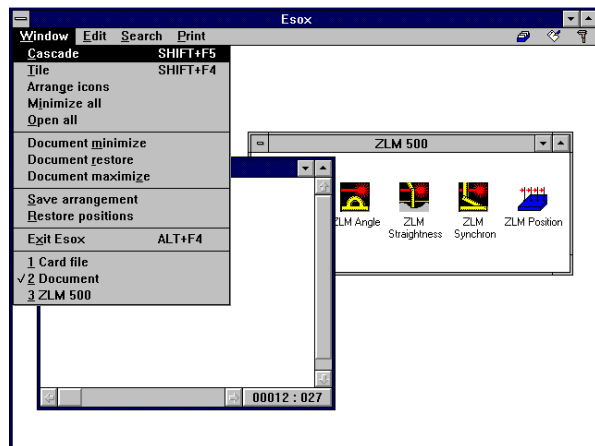 Esox
Window Edit Search Print
Cascade SHIFT+F5
Tile SHIFT+F4
Arrange icons
Minimize all
Open all
Document minimize
Document restore
Document maximize
Save arrangement
Restore positions
Exit Esox ALT+F4
1 Card file
2 Document
3 ZLM 500
ZLM 500
ZLM Angle
ZLM
Straightness
ZLM
Synchron
ZLM Position
00012 : 027